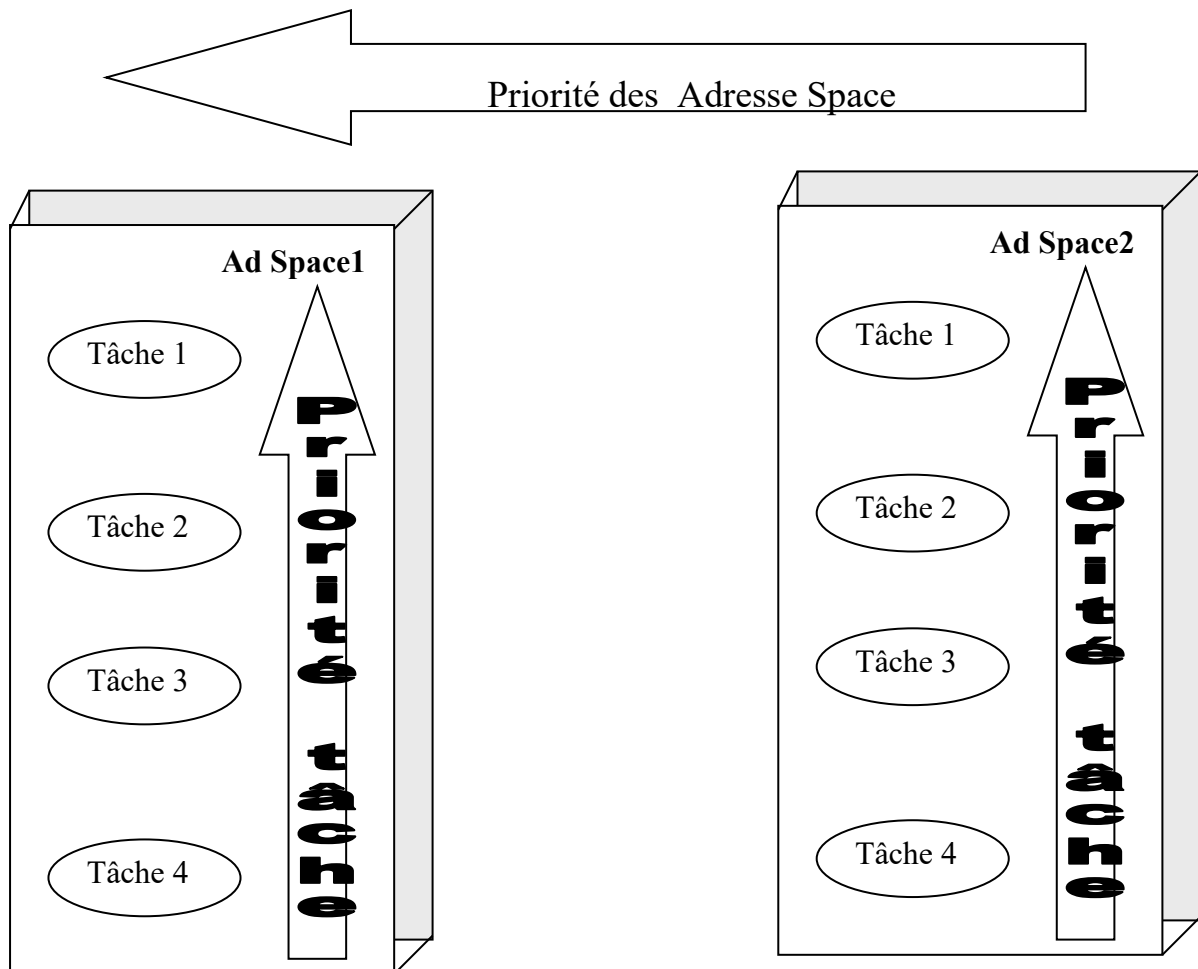 Priorité des  Adresse Space
Ad Space1
Tâche 1
Tâche 2
Tâche 3
Tâche 4
Priorité tâche
Ad Space2
Tâche 1
Tâche 2
Tâche 3
Tâche 4
Priorité tâche